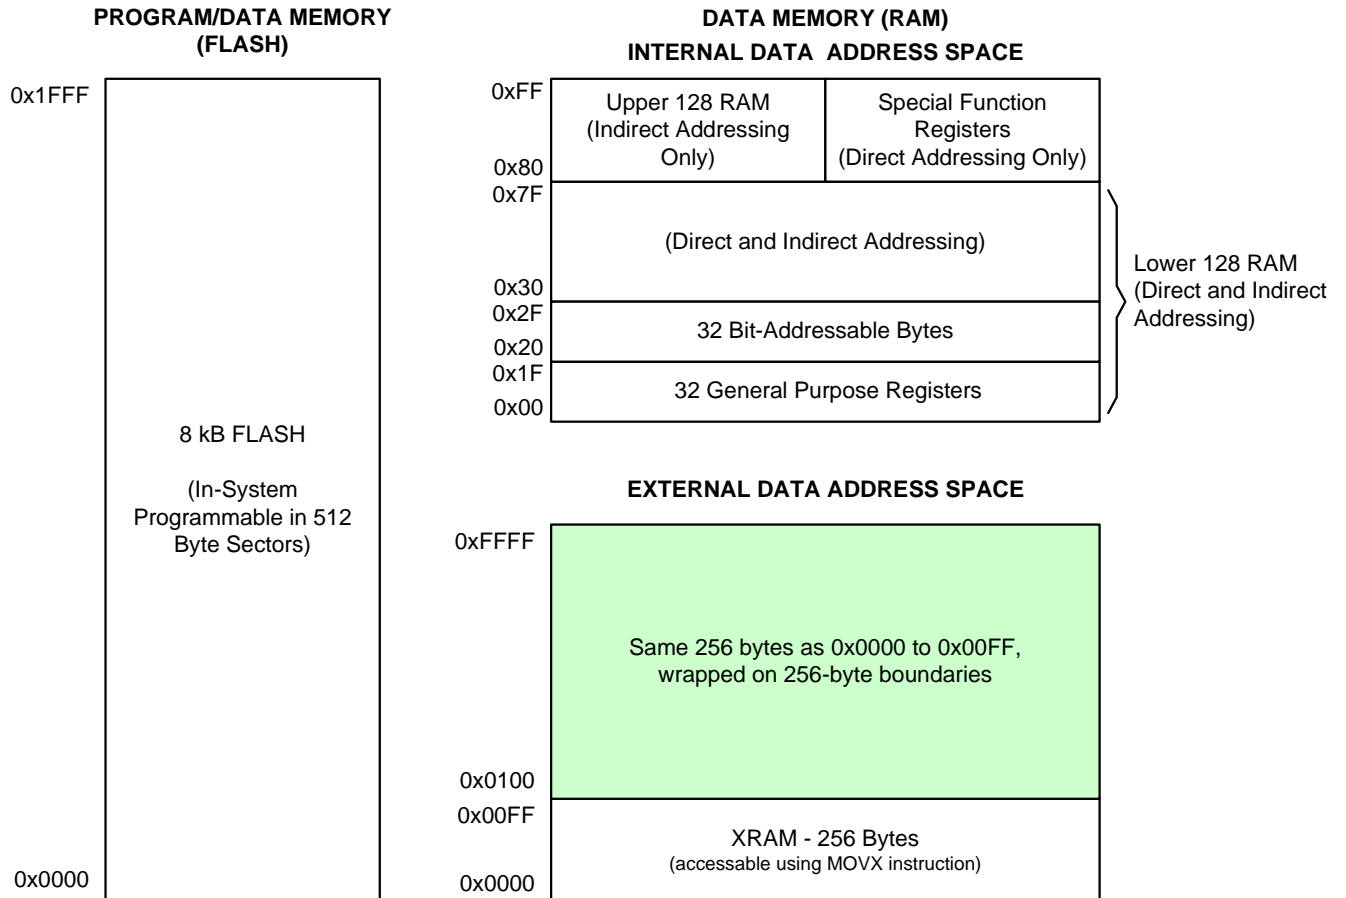 PROGRAM/DATA MEMORY
(FLASH)
0x1FFF
8 kB FLASH
(In-System
Programmable in 512
Byte Sectors)
0x0000
DATA MEMORY (RAM)
INTERNAL DATA ADDRESS SPACE
0xFF
Upper 128 RAM
(Indirect Addressing
Only)
Special Function
Registers
(Direct Addressing Only)
0x80
0x7F
(Direct and Indirect Addressing)
0x30
0x2F
32 Bit-Addressable Bytes
0x20
0x1F
32 General Purpose Registers
0x00
Lower 128 RAM
(Direct and Indirect
Addressing)
EXTERNAL DATA ADDRESS SPACE
0xFFFF
Same 256 bytes as 0x0000 to 0x00FF,
wrapped on 256-byte boundaries
0x0100
0x00FF
XRAM - 256 Bytes
(accessable using MOVX instruction)
0x0000